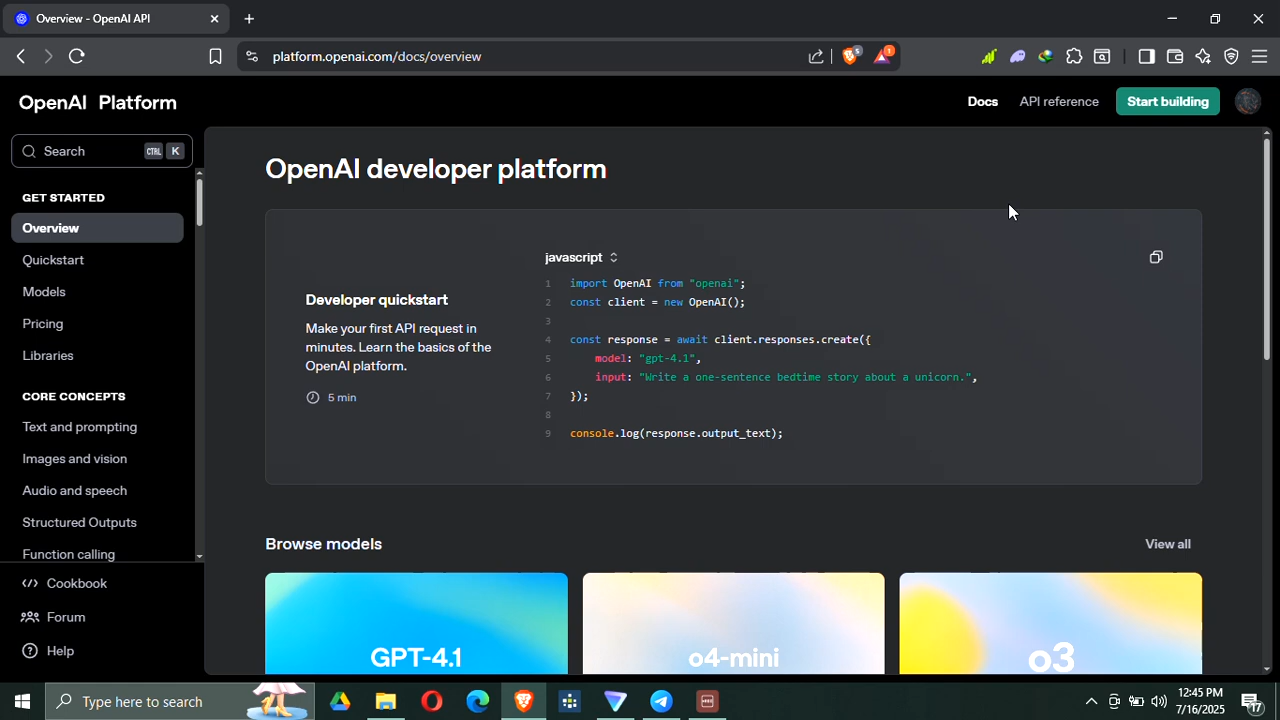 Overview - OpenAI API
platform.openai.com/docs/overview
5
1
OpenAI Platform
Docs
API reference
Start building
Search
CTRL K
GET STARTED
Overview
Quickstart
Models
Pricing
Libraries
CORE CONCEPTS
Text and prompting
Images and vision
Audio and speech
Structured Outputs
Function calling
Cookbook
Forum
Help
OpenAI developer platform
Developer quickstart
Make your first API request in
minutes. Learn the basics of the
OpenAI platform.
5 min
javascript
1 import OpenAI from "openai";
2 const client = new OpenAI();
3
4 const response = await client.responses.create({
5 model: "gpt-4.1",
6 input: "Write a one-sentence bedtime story about a unicorn.",
7 });
8
9 console.log(response.output_text);
Browse models
View all
GPT-4.1
o4-mini
o3
Type here to search
12:45 PM
7/16/2025
17